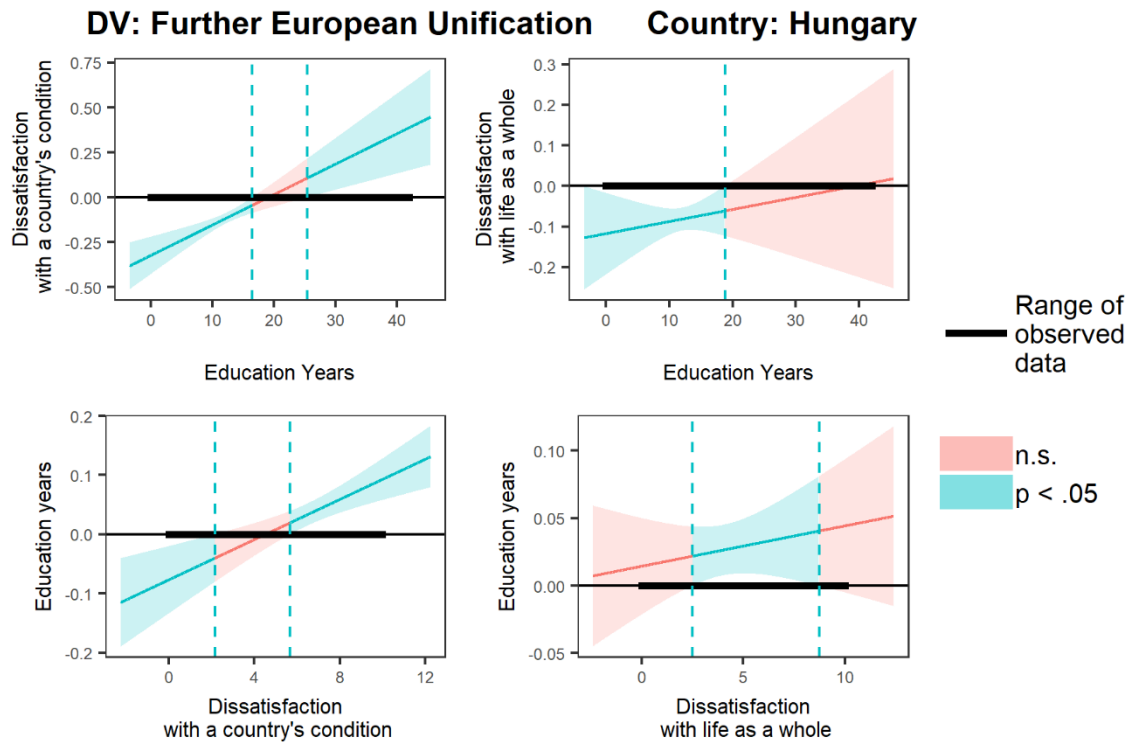 DV: Further European Unification Country: Hungary
Dissatisfaction
with a country's condition
0.75
0.50
0.25
0.00
-0.25
-0.50
0 10 20 30 40
Education Years
Dissatisfaction
with life as a whole
0.3
0.2
0.1
0.0
-0.1
-0.2
0 10 20 30 40
Education Years
Education years
0.2
0.1
0.0
-0.1
-0.2
0 4 8 12
Dissatisfaction
with a country's condition
Education years
0.10
0.05
0.00
-0.05
0 5 10
Dissatisfaction
with life as a whole
Range of
observed
data
n.s.
p < .05